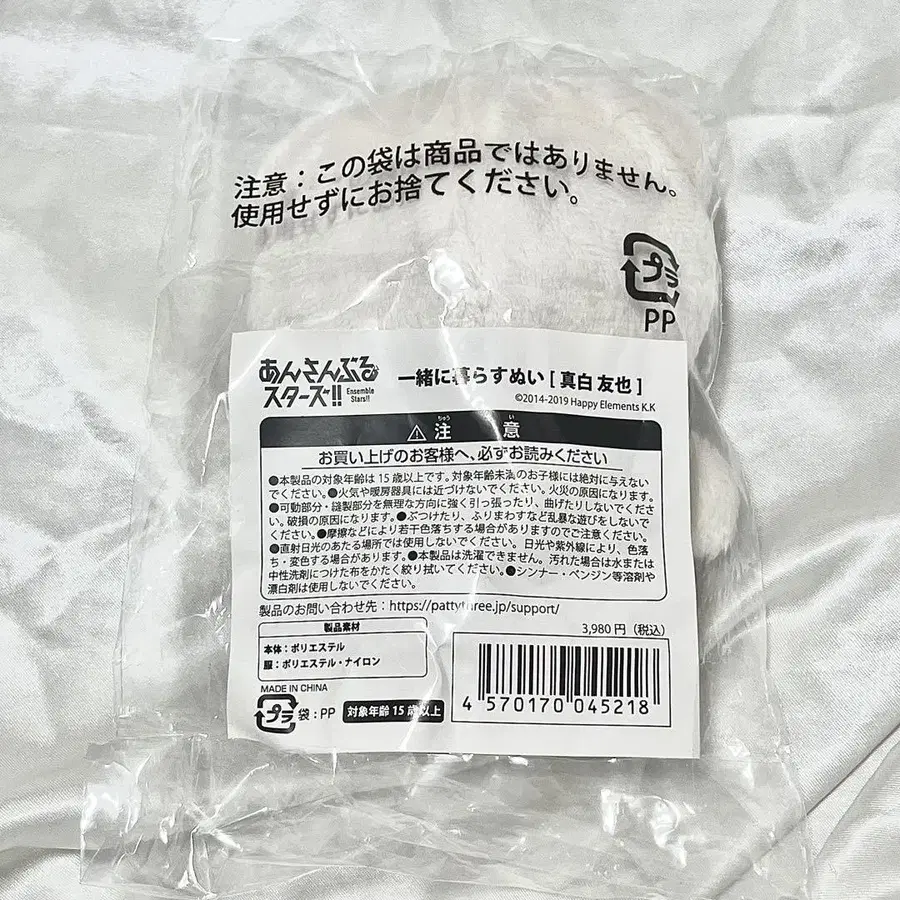 注意：この袋は商品ではありません。
使用せずにお捨てください。
プラ
PP
あんさんぶる
スターズ!!
Ensemble
Stars!!
一緒に暮らすぬい [ 真白 友也 ]
©2014-2019 Happy Elements K.K
ちゅう い
注 意
お買い上げのお客様へ、必ずお読みください
●本製品の対象年齢は 15 歳以上です。対象年齢未満のお子様には絶対に与えない
でください。●火気や暖房器具には近づけないでください。火災の原因になります。
●可動部分・縫製部分を無理な方向に強く引っ張ったり、曲げたりしないでくださ
い。破損の原因になります。●ぶつけたり、ふりまわすなど乱暴な遊びをしないで
ください。●摩擦などにより若干色落ちする場合がありますのでご注意ください。
●直射日光のあたる場所では使用しないでください。日光や紫外線により、色落
ち・変色する場合があります。●本製品は洗濯できません。汚れた場合は水または
中性洗剤につけた布をかたく絞り拭いてください。●シンナー・ベンジン等溶剤や
漂白剤は使用しないでください。
製品のお問い合わせ先：https://pattythree.jp/support/
製品素材
本体：ポリエステル
服：ポリエステル・ナイロン
3,980 円（税込）
MADE IN CHINA
プラ 袋：PP
対象年齢 15 歳以上
4 570170 045218